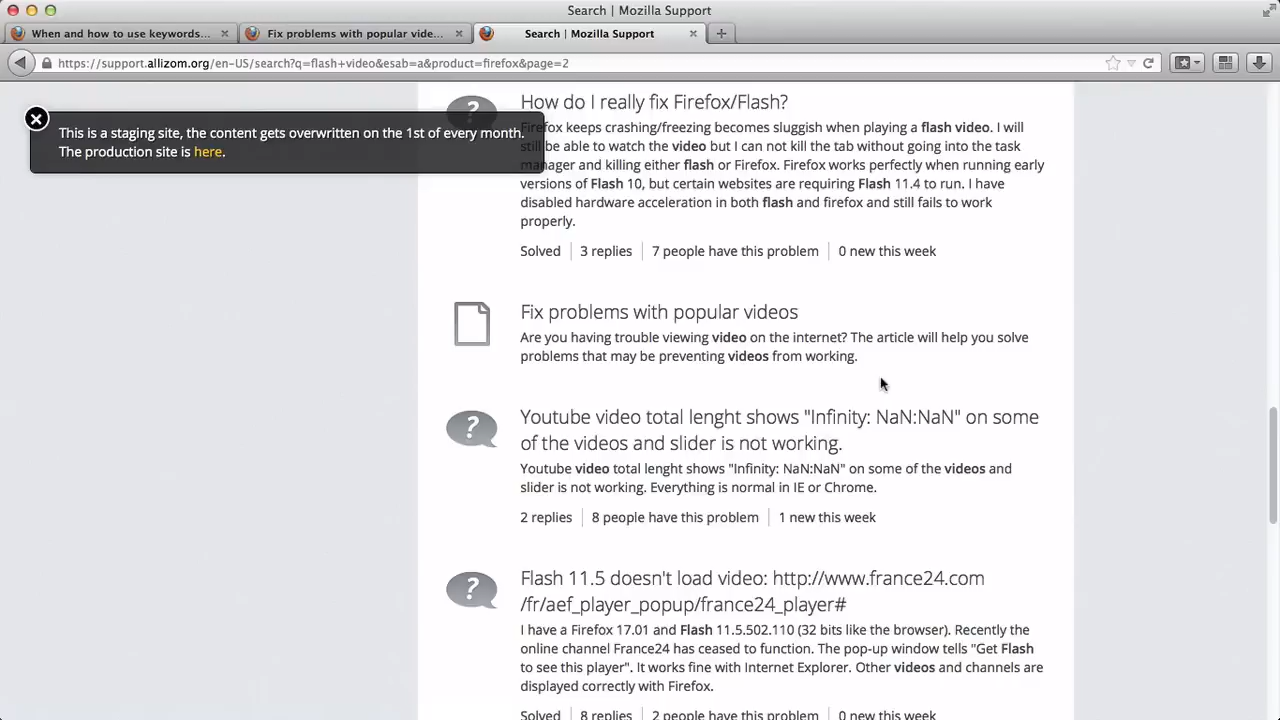 Search | Mozilla Support
When and how to use keywords...
Fix problems with popular vide...
Search | Mozilla Support
https://support.allizom.org/en-US/search?q=flash+video&esab=a&product=firefox&page=2
This is a staging site, the content gets overwritten on the 1st of every month.
The production site is here.
How do I really fix Firefox/Flash?
Firefox keeps crashing/freezing becomes sluggish when playing a flash video. I will
still be able to watch the video but I can not kill the tab without going into the task
manager and killing either flash or Firefox. Firefox works perfectly when running early
versions of Flash 10, but certain websites are requiring Flash 11.4 to run. I have
disabled hardware acceleration in both flash and firefox and still fails to work
properly.
Solved 3 replies 7 people have this problem 0 new this week
Fix problems with popular videos
Are you having trouble viewing video on the internet? The article will help you solve
problems that may be preventing videos from working.
Youtube video total lenght shows "Infinity: NaN:NaN" on some
of the videos and slider is not working.
Youtube video total lenght shows "Infinity: NaN:NaN" on some of the videos and
slider is not working. Everything is normal in IE or Chrome.
2 replies 8 people have this problem 1 new this week
Flash 11.5 doesn't load video: http://www.france24.com
/fr/aef_player_popup/france24_player#
I have a Firefox 17.01 and Flash 11.5.502.110 (32 bits like the browser). Recently the
online channel France24 has ceased to function. The pop-up window tells "Get Flash
to see this player". It works fine with Internet Explorer. Other videos and channels are
displayed correctly with Firefox.
Solved 8 replies 2 people have this problem 0 new this week